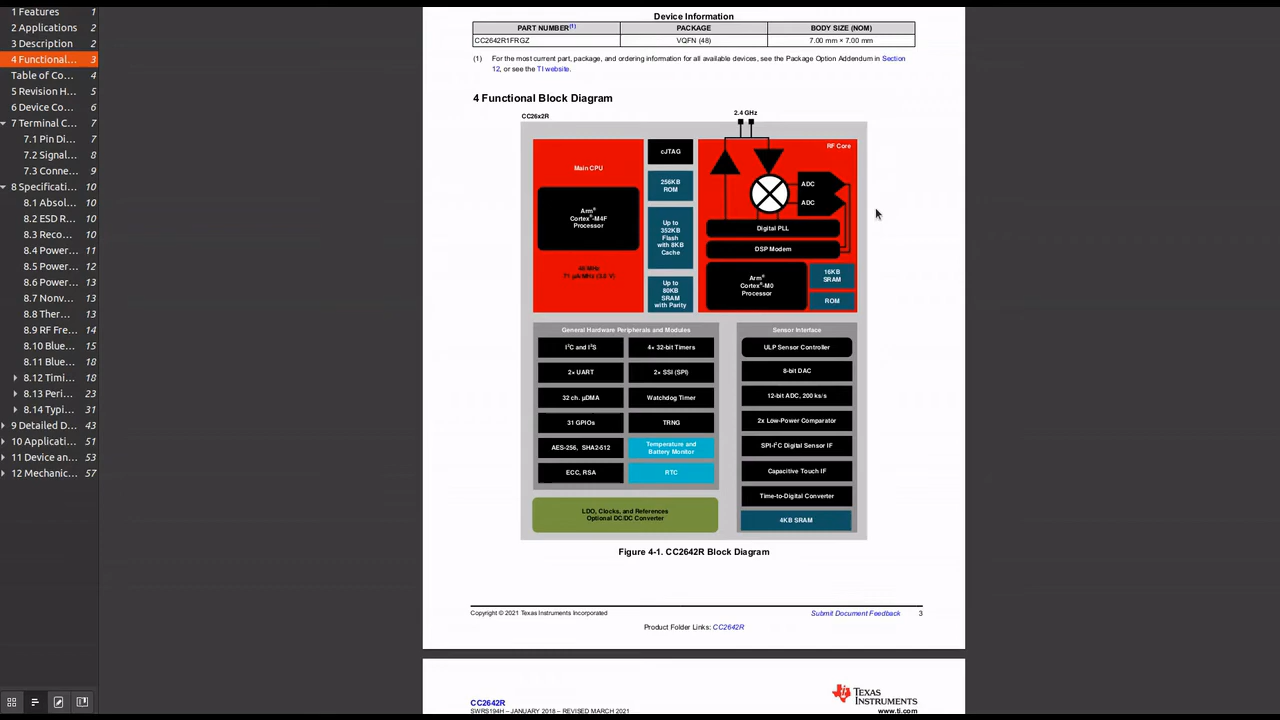 1 Features
1
2 Applications
2
3 Description
2
4 Functional...
3
Table of Co...
4
5 Revision H...
5
6 Device Co...
6
7 Terminal C...
7
7.1 Pin ...
7
7.2 Signal...
8
7.3 Conne...
9
8 Specificati...
10
8.1 Absol...
10
8.2 ESD R...
10
8.3 Reco...
10
8.4 Power...
11
8.5 Power...
12
8.6 Power...
13
8.7 Nonv...
13
8.8 Ther...
13
8.9 RF Fre...
14
8.10 Blue...
15
8.11 Blue...
15
8.12 Timi...
18
8.13 Peri...
23
8.14 Typi...
31
9 Detailed ...
43
10 Application...
51
11 Device an...
53
12 Mechanic...
57
Device Information
PART NUMBER(1) PACKAGE BODY SIZE (NOM)
CC2642R1FRGZ VQFN (48) 7.00 mm × 7.00 mm
(1) For the most current part, package, and ordering information for all available devices, see the Package Option Addendum in Section
12, or see the TI website.
4 Functional Block Diagram
CC26x2R
2.4 GHz
Main CPU
Arm®
Cortex®-M4F
Processor
48 MHz
71 µA/MHz (3.0 V)
cJTAG
256KB
ROM
Up to
352KB
Flash
with 8KB
Cache
Up to
80KB
SRAM
with Parity
RF Core
ADC
ADC
Digital PLL
DSP Modem
Arm®
Cortex®-M0
Processor
16KB
SRAM
ROM
General Hardware Peripherals and Modules
I²C and I²S
4× 32-bit Timers
2× UART
2× SSI (SPI)
32 ch. µDMA
Watchdog Timer
31 GPIOs
TRNG
AES-256, SHA2-512
Temperature and
Battery Monitor
ECC, RSA
RTC
LDO, Clocks, and References
Optional DC/DC Converter
Sensor Interface
ULP Sensor Controller
8-bit DAC
12-bit ADC, 200 ks/s
2x Low-Power Comparator
SPI-I²C Digital Sensor IF
Capacitive Touch IF
Time-to-Digital Converter
4KB SRAM
Figure 4-1. CC2642R Block Diagram
Copyright © 2021 Texas Instruments Incorporated
Submit Document Feedback 3
Product Folder Links: CC2642R
TEXAS
INSTRUMENTS
CC2642R
SWRS194H – JANUARY 2018 – REVISED MARCH 2021
www.ti.com